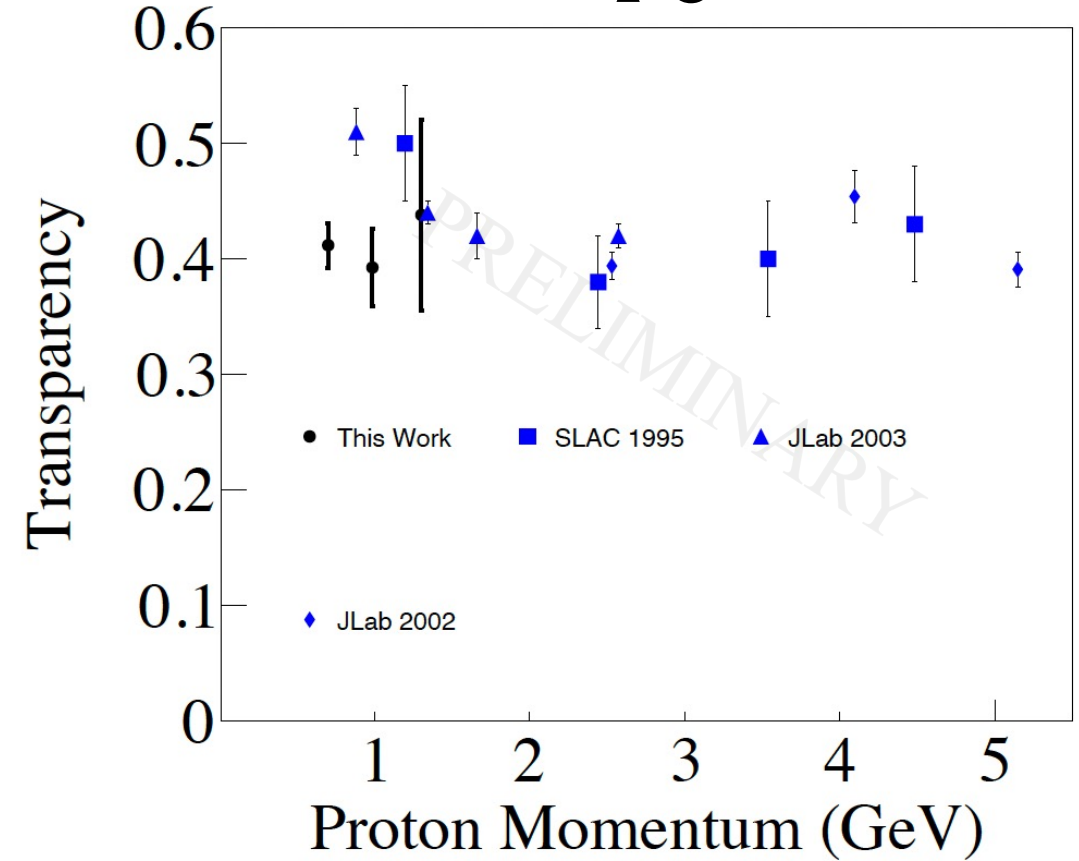 0.6
0.5
0.4
0.3
0.2
0.1
0
Transparency
PRELIMINARY
This Work
SLAC 1995
JLab 2003
JLab 2002
1 2 3 4 5
Proton Momentum (GeV)